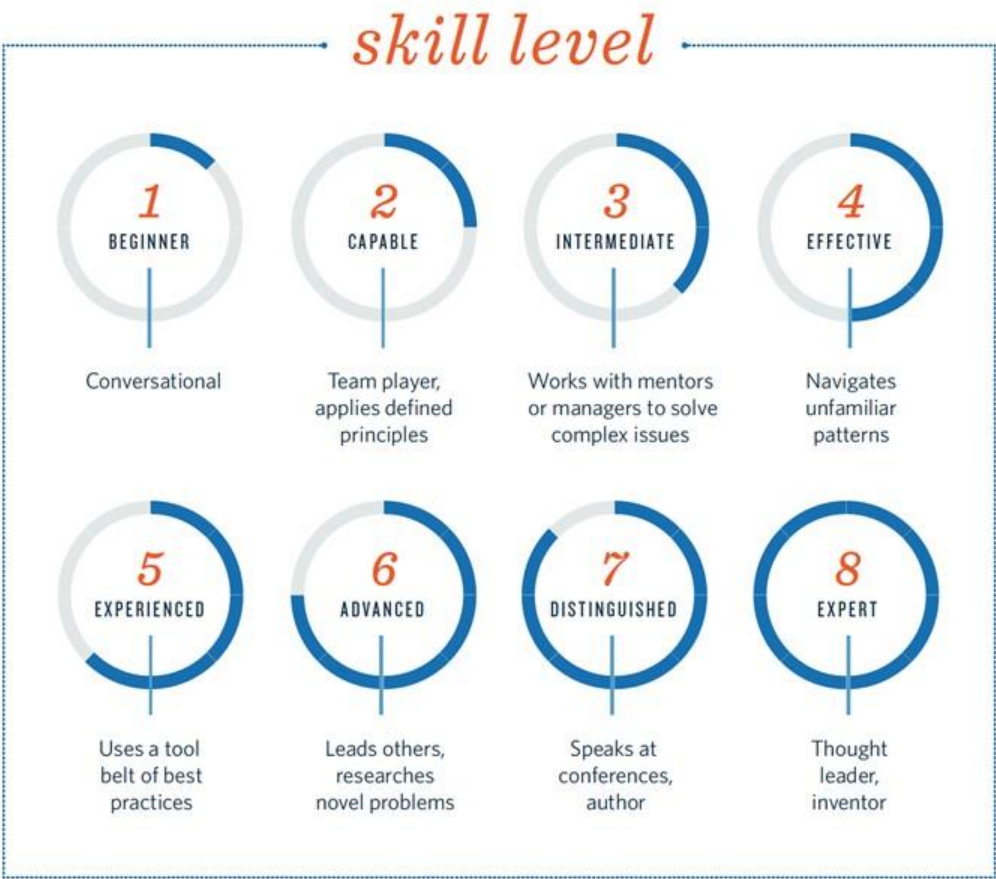 skill level
1
BEGINNER
Conversational
2
CAPABLE
Team player,
applies defined
principles
3
INTERMEDIATE
Works with mentors
or managers to solve
complex issues
4
EFFECTIVE
Navigates
unfamiliar
patterns
5
EXPERIENCED
Uses a tool
belt of best
practices
6
ADVANCED
Leads others,
researches
novel problems
7
DISTINGUISHED
Speaks at
conferences,
author
8
EXPERT
Thought
leader,
inventor